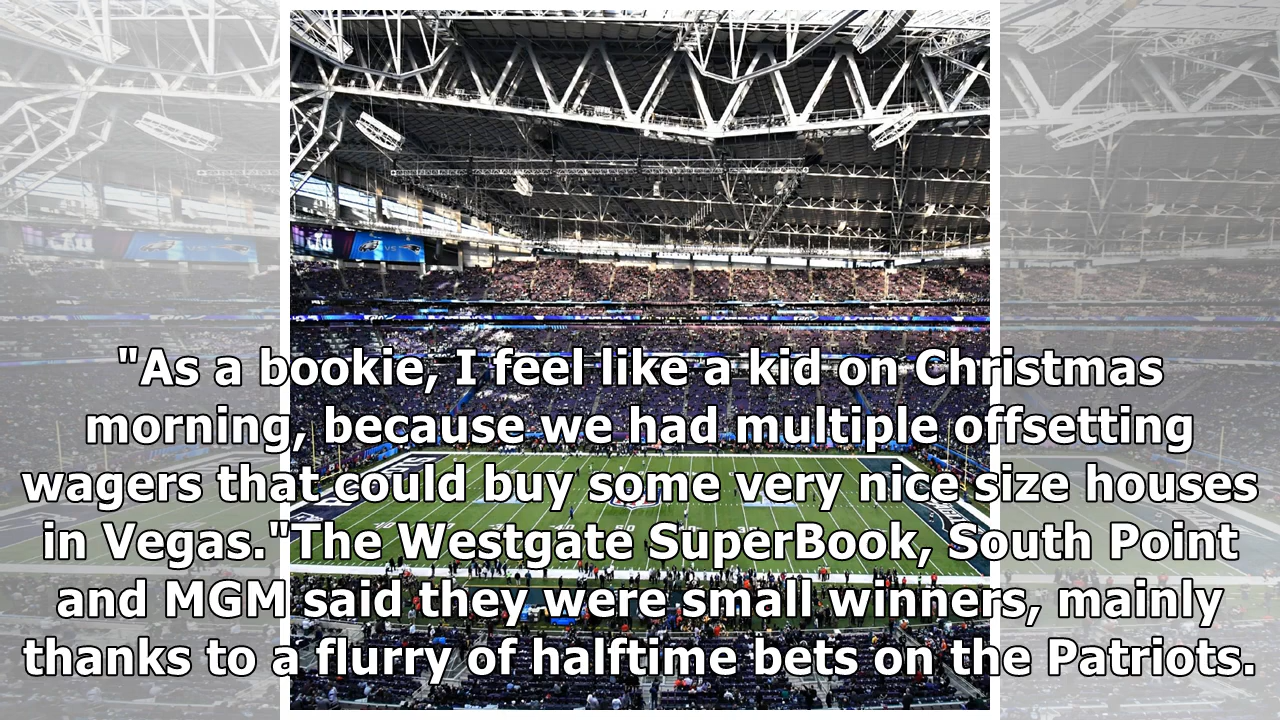 "As a bookie, I feel like a kid on Christmas
morning, because we had multiple offsetting
wagers that could buy some very nice size houses
in Vegas."The Westgate SuperBook, South Point
and MGM said they were small winners, mainly
thanks to a flurry of halftime bets on the Patriots.